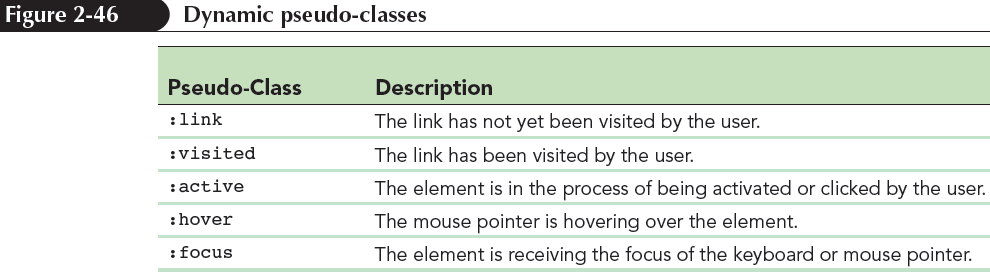 Figure 2-46 Dynamic pseudo-classes
Pseudo-Class Description
:link The link has not yet been visited by the user.
:visited The link has been visited by the user.
:active The element is in the process of being activated or clicked by the user.
:hover The mouse pointer is hovering over the element.
:focus The element is receiving the focus of the keyboard or mouse pointer.